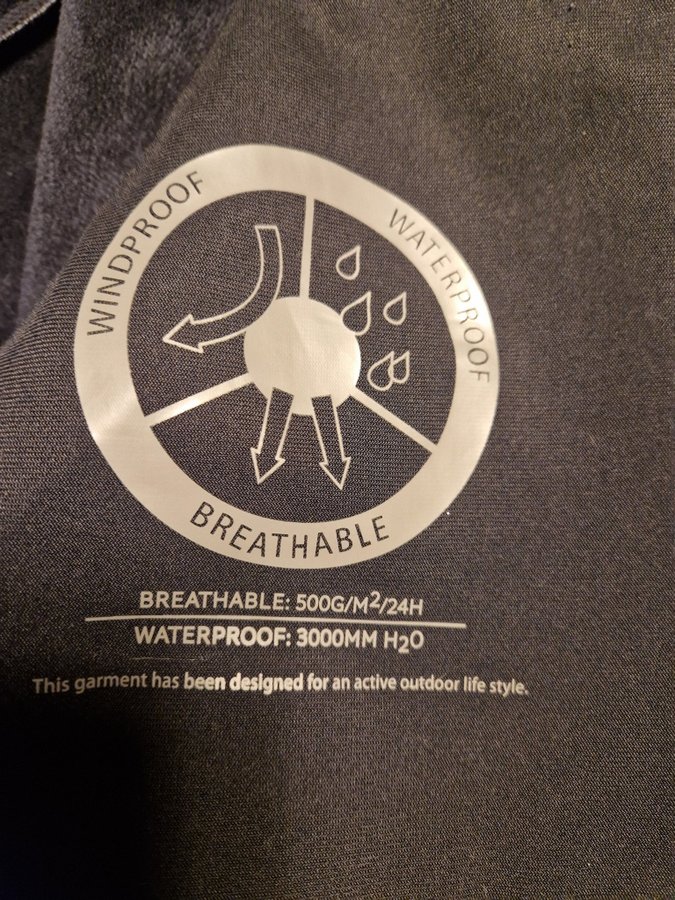 WINDPROOF
WATERPROOF
BREATHABLE
BREATHABLE: 500G/M²/24H
WATERPROOF: 3000MM H₂O
This garment has been designed for an active outdoor life style.